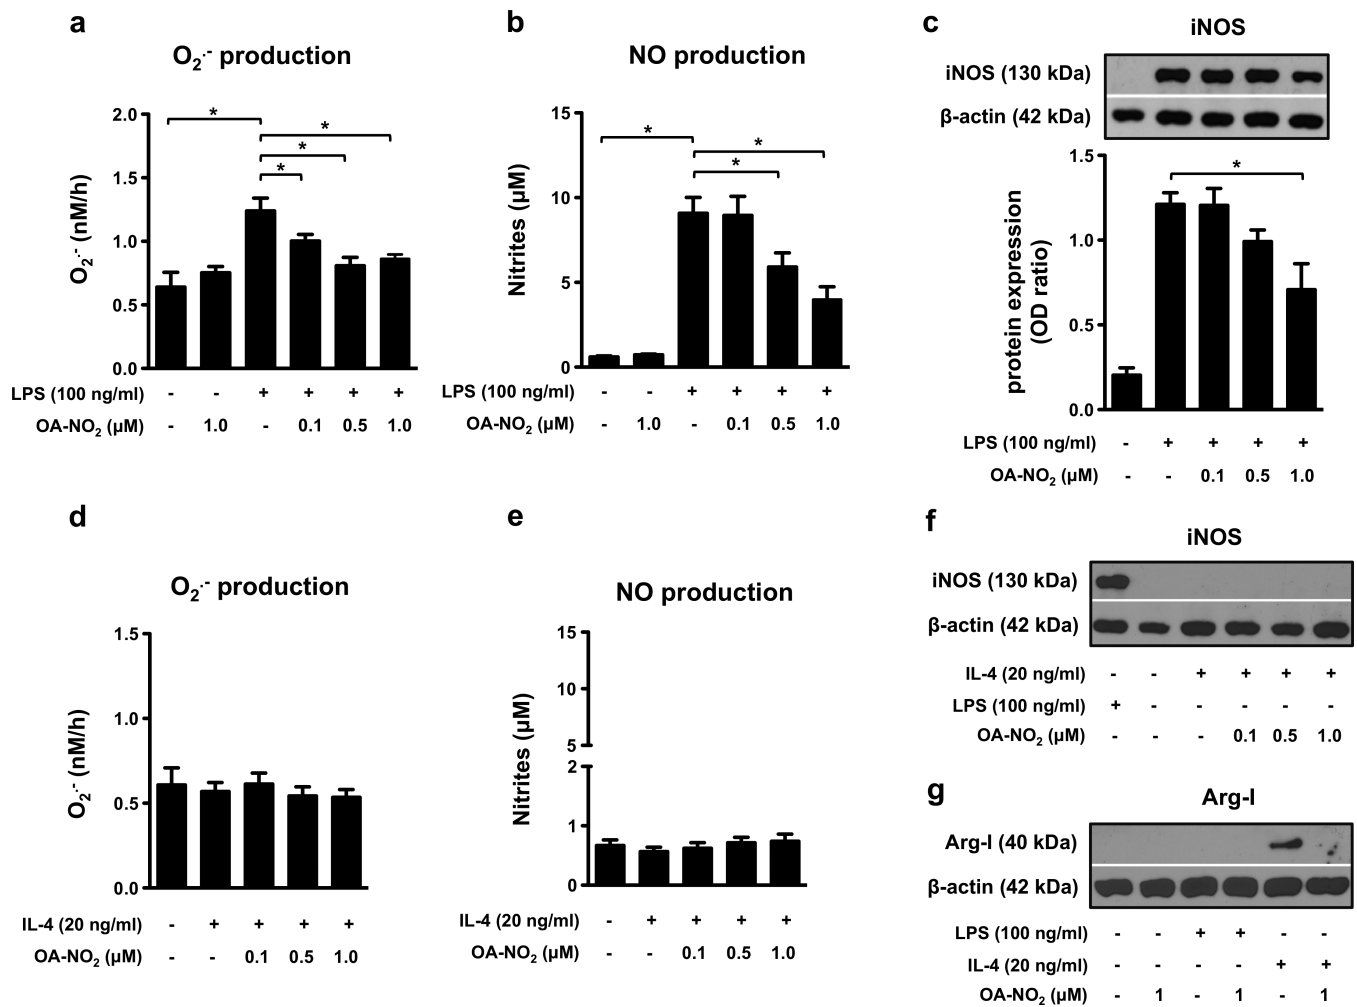 a
O₂·⁻ production
O₂·⁻ (nM/h)
2.0
1.5
1.0
0.5
0.0
*
*
*
*
LPS (100 ng/ml) - - + + + +
OA-NO₂ (µM) - 1.0 - 0.1 0.5 1.0
b
NO production
Nitrites (µM)
15
10
5
0
*
*
*
LPS (100 ng/ml) - - + + + +
OA-NO₂ (µM) - 1.0 - 0.1 0.5 1.0
c
iNOS
iNOS (130 kDa)
β-actin (42 kDa)
protein expression
(OD ratio)
1.5
1.0
0.5
0.0
*
LPS (100 ng/ml) - + + + +
OA-NO₂ (µM) - - 0.1 0.5 1.0
d
O₂·⁻ production
O₂·⁻ (nM/h)
1.5
1.0
0.5
0.0
IL-4 (20 ng/ml) - + + + +
OA-NO₂ (µM) - - 0.1 0.5 1.0
e
NO production
Nitrites (µM)
15
10
5
2
1
0
IL-4 (20 ng/ml) - + + + +
OA-NO₂ (µM) - - 0.1 0.5 1.0
f
iNOS
iNOS (130 kDa)
β-actin (42 kDa)
IL-4 (20 ng/ml) - - + + + +
LPS (100 ng/ml) + - - - - -
OA-NO₂ (µM) - - - 0.1 0.5 1.0
g
Arg-I
Arg-I (40 kDa)
β-actin (42 kDa)
LPS (100 ng/ml) - - + + - -
IL-4 (20 ng/ml) - - - - + +
OA-NO₂ (µM) - 1 - 1 - 1